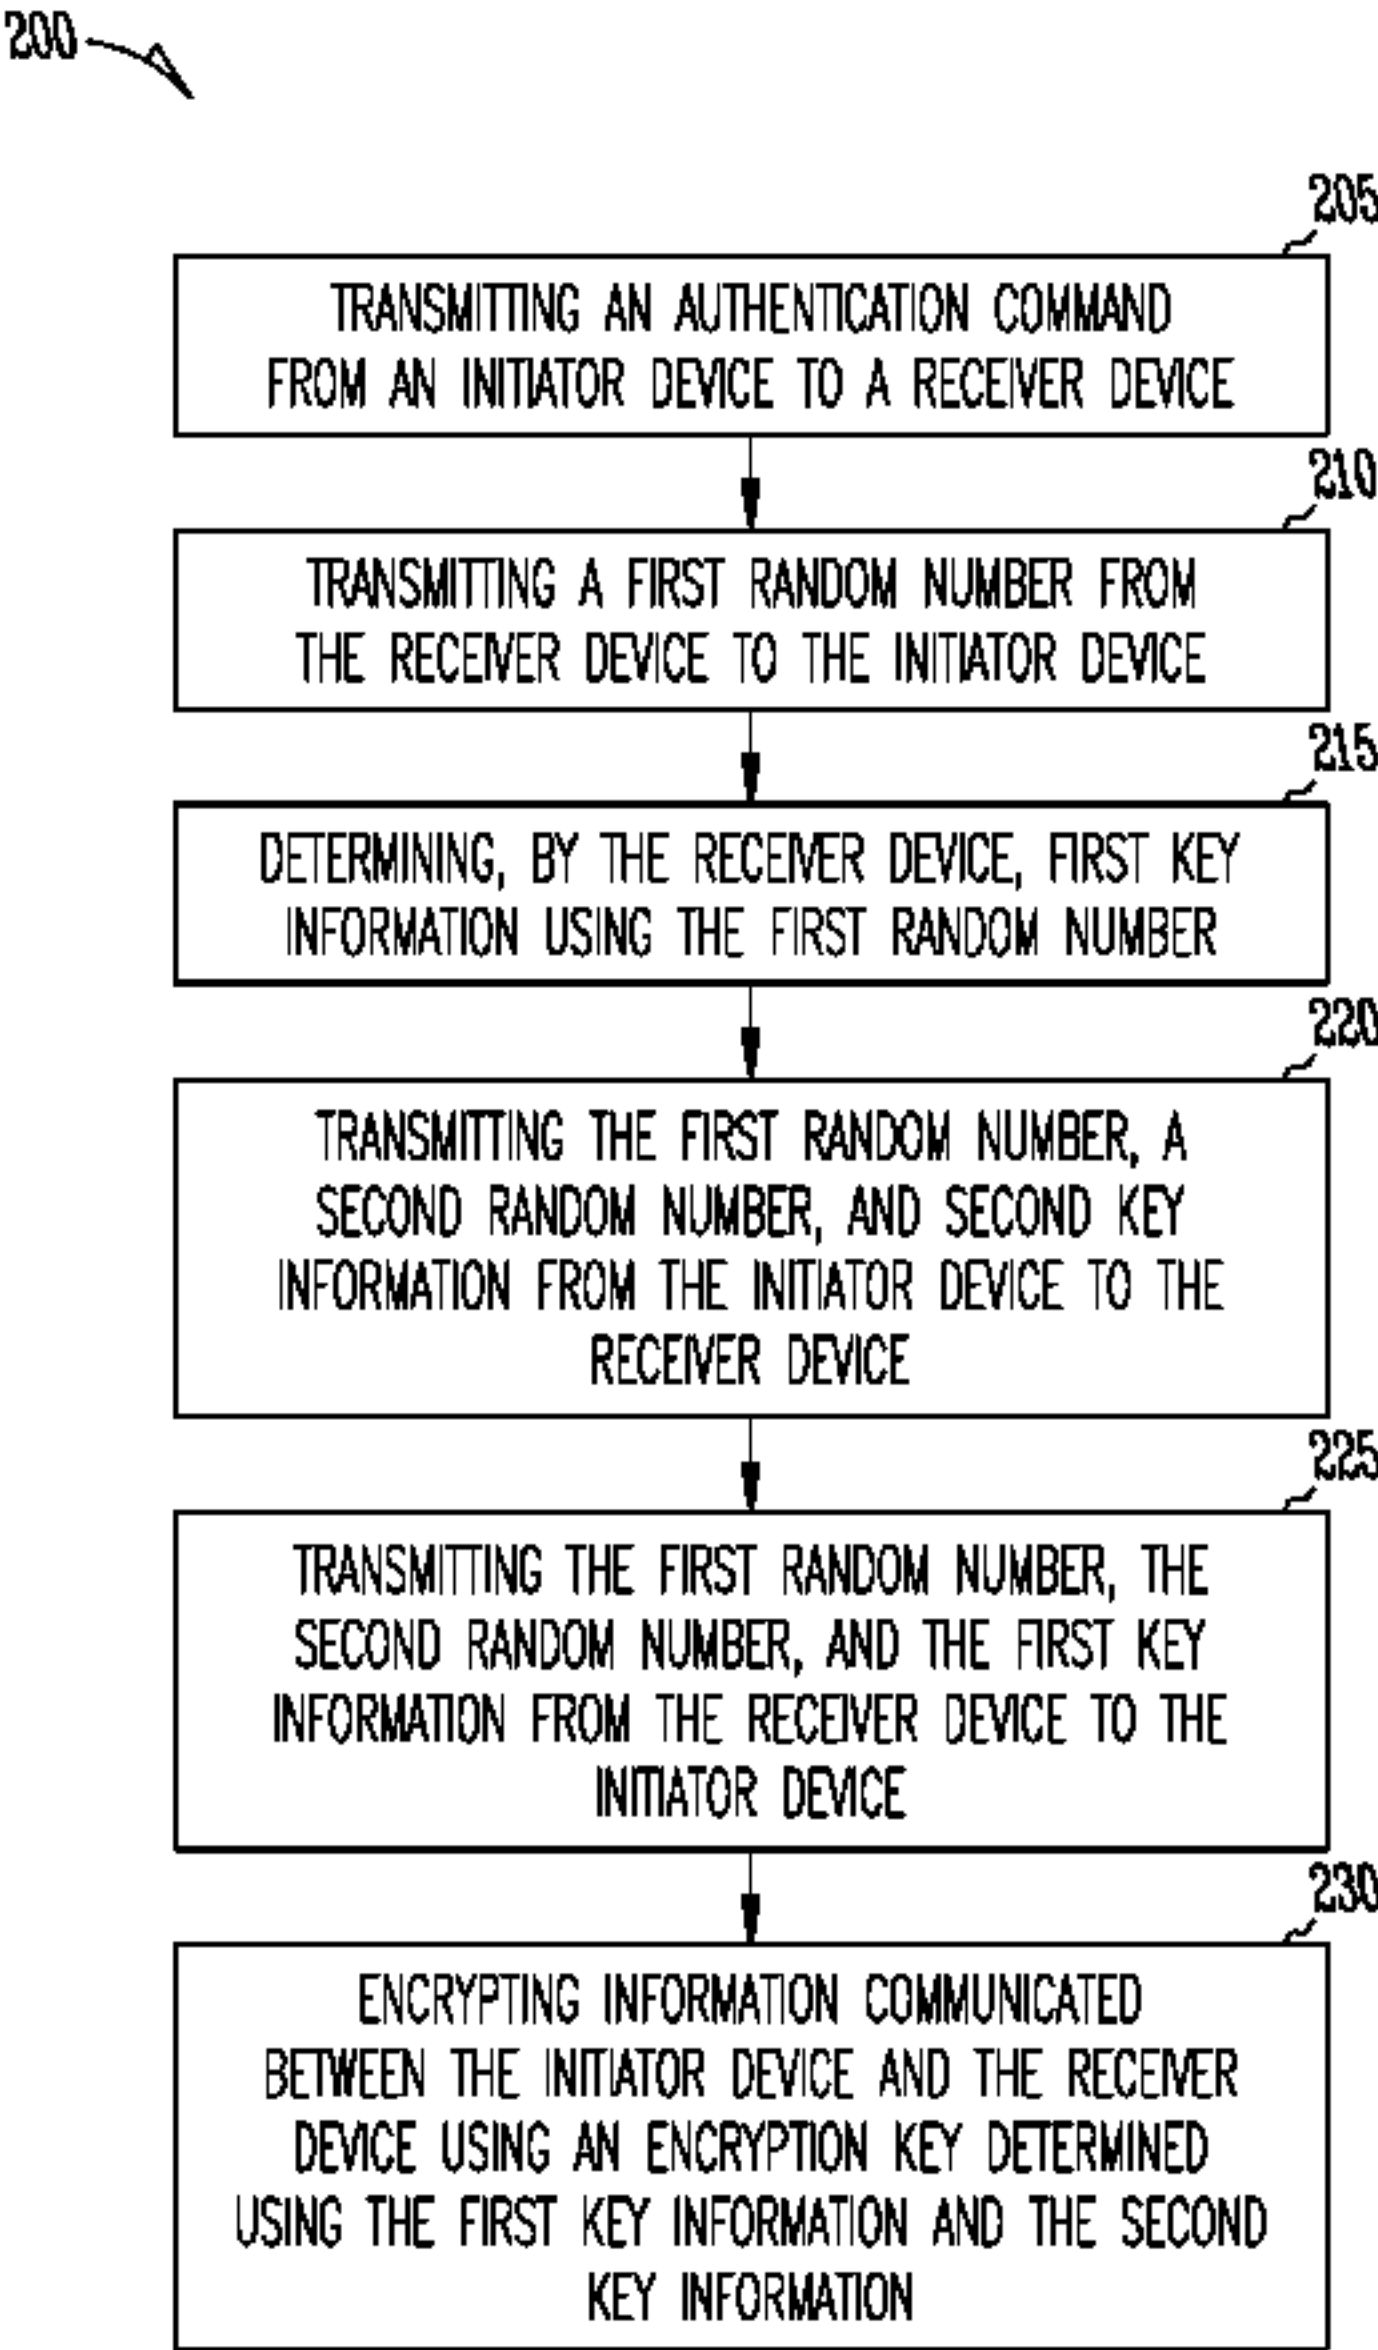 200
205
TRANSMITTING AN AUTHENTICATION COMMAND
FROM AN INITIATOR DEVICE TO A RECEIVER DEVICE
210
TRANSMITTING A FIRST RANDOM NUMBER FROM
THE RECEIVER DEVICE TO THE INITIATOR DEVICE
215
DETERMINING, BY THE RECEIVER DEVICE, FIRST KEY
INFORMATION USING THE FIRST RANDOM NUMBER
220
TRANSMITTING THE FIRST RANDOM NUMBER, A
SECOND RANDOM NUMBER, AND SECOND KEY
INFORMATION FROM THE INITIATOR DEVICE TO THE
RECEIVER DEVICE
225
TRANSMITTING THE FIRST RANDOM NUMBER, THE
SECOND RANDOM NUMBER, AND THE FIRST KEY
INFORMATION FROM THE RECEIVER DEVICE TO THE
INITIATOR DEVICE
230
ENCRYPTING INFORMATION COMMUNICATED
BETWEEN THE INITIATOR DEVICE AND THE RECEIVER
DEVICE USING AN ENCRYPTION KEY DETERMINED
USING THE FIRST KEY INFORMATION AND THE SECOND
KEY INFORMATION